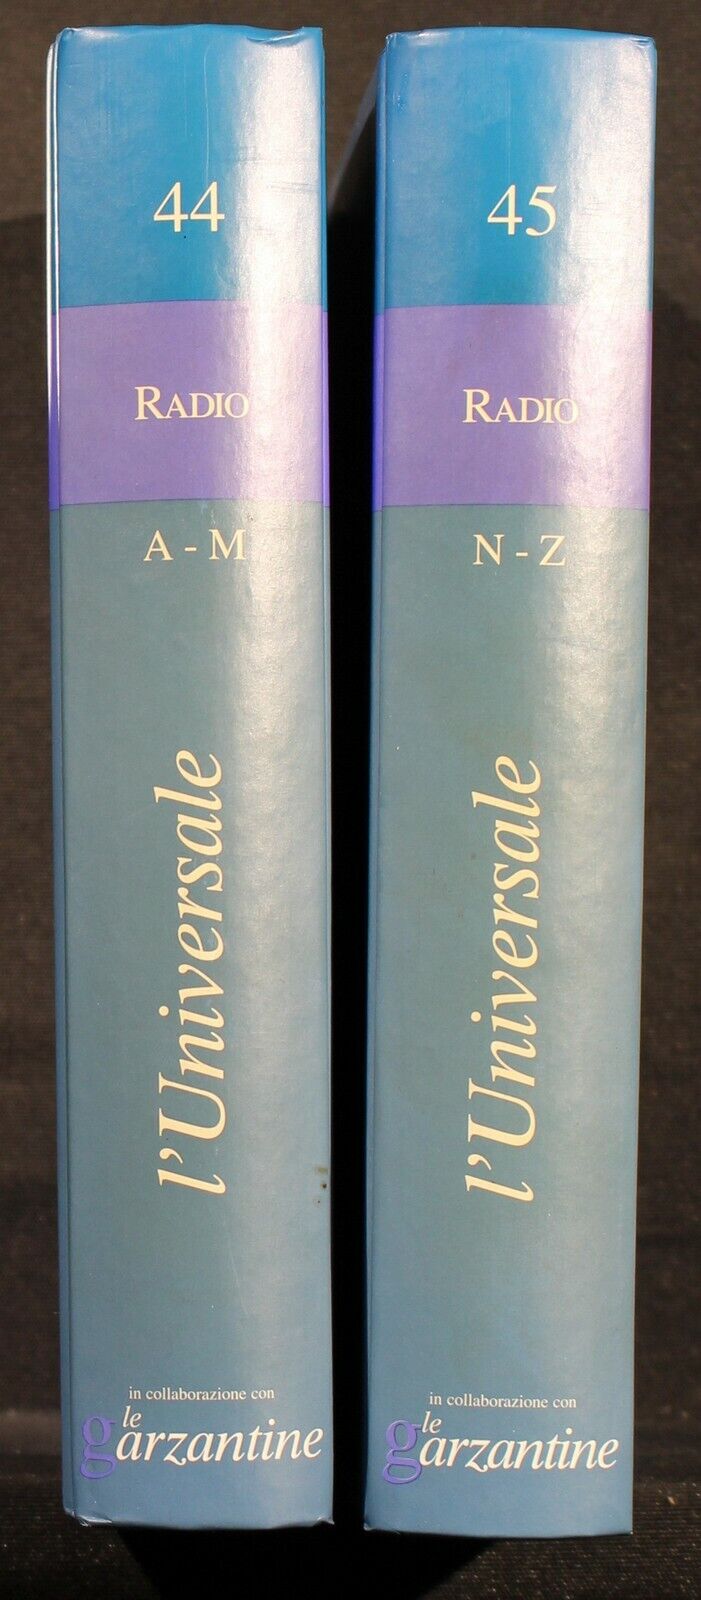 44
RADIO
A - M
l'Universale
in collaborazione con
le
garzantine
45
RADIO
N - Z
l'Universale
in collaborazione con
le
garzantine